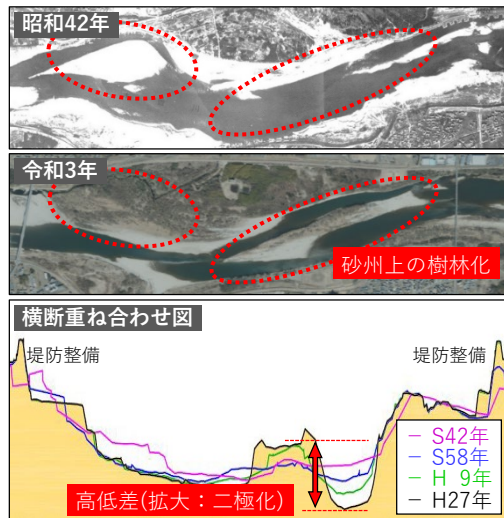 昭和42年
令和3年
砂州上の樹林化
横断重ね合わせ図
堤防整備
堤防整備
高低差(拡大：二極化)
S42年
S58年
H 9年
H27年